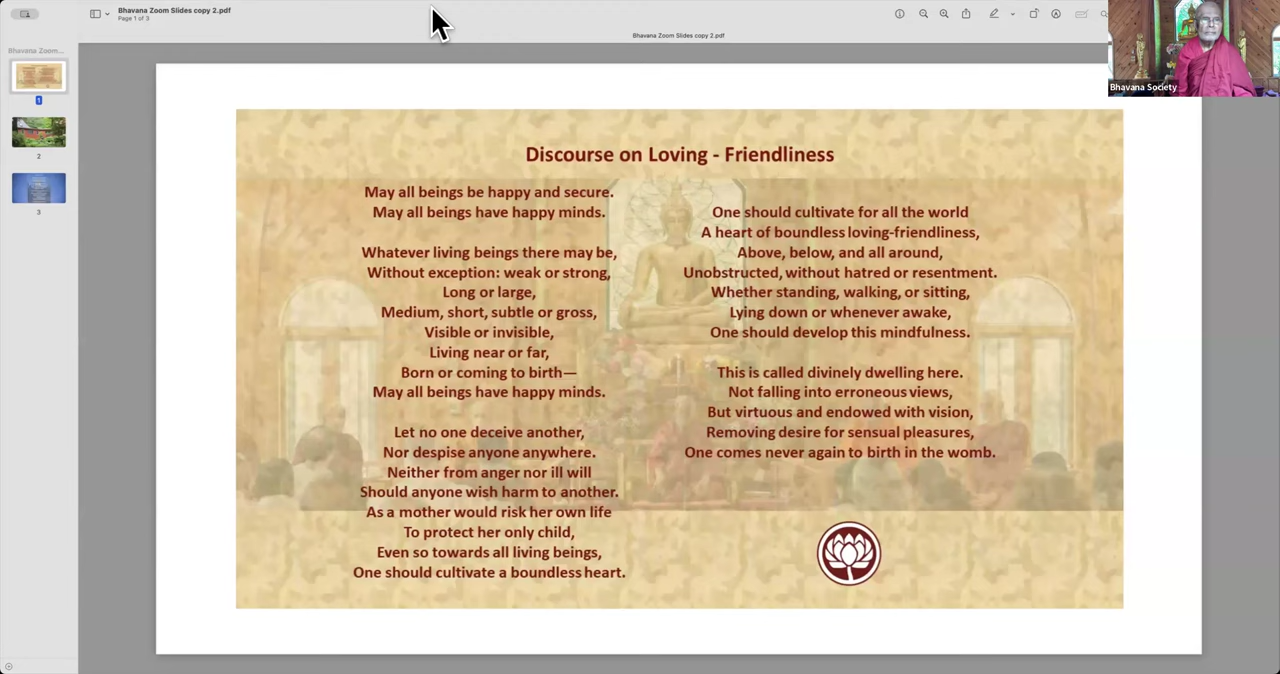 Bhavana Zoom Slides copy 2.pdf
Page 1 of 3
Bhavana Zoom Slides copy 2.pdf
Bhavana Zoom...
1
2
3
Bhavana Society
Discourse on Loving - Friendliness
May all beings be happy and secure.
May all beings have happy minds.
Whatever living beings there may be,
Without exception: weak or strong,
Long or large,
Medium, short, subtle or gross,
Visible or invisible,
Living near or far,
Born or coming to birth—
May all beings have happy minds.
Let no one deceive another,
Nor despise anyone anywhere.
Neither from anger nor ill will
Should anyone wish harm to another.
As a mother would risk her own life
To protect her only child,
Even so towards all living beings,
One should cultivate a boundless heart.
One should cultivate for all the world
A heart of boundless loving-friendliness,
Above, below, and all around,
Unobstructed, without hatred or resentment.
Whether standing, walking, or sitting,
Lying down or whenever awake,
One should develop this mindfulness.
This is called divinely dwelling here.
Not falling into erroneous views,
But virtuous and endowed with vision,
Removing desire for sensual pleasures,
One comes never again to birth in the womb.